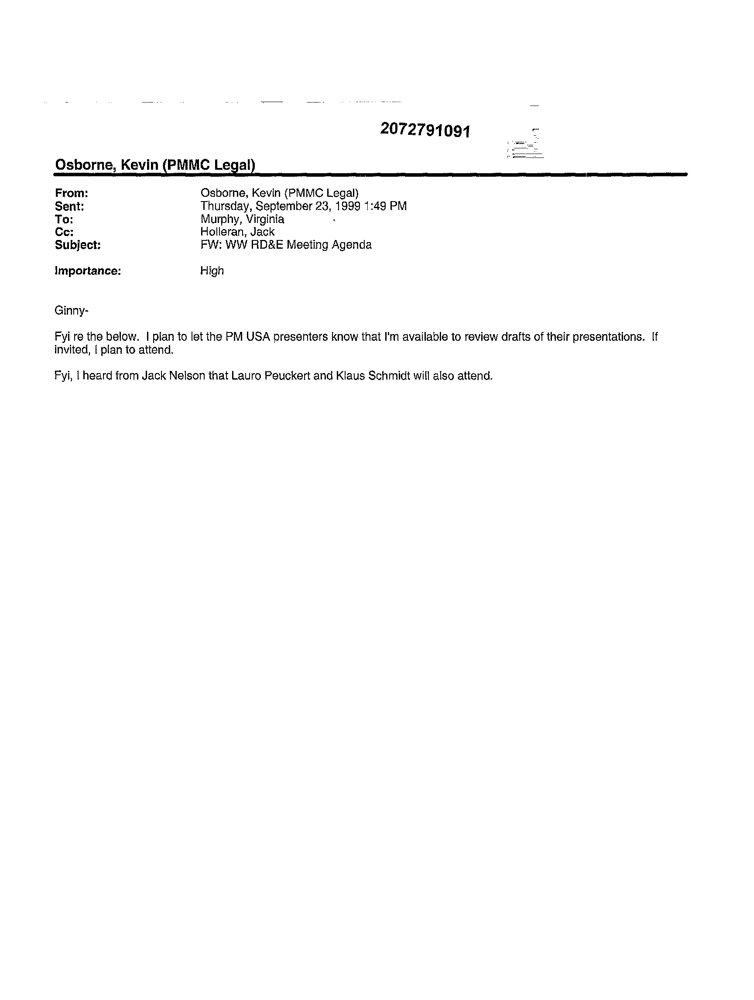 2072791091
Osborne, Kevin (PMMC Legal)
From: Osborne, Kevin (PMMC Legal)
Sent: Thursday, September 23, 1999 1:49 PM
To: Murphy, Virginia
Cc: Holleran, Jack
Subject: FW: WW RD&E Meeting Agenda
Importance: High
Ginny-
Fyi re the below. I plan to let the PM USA presenters know that I'm available to review drafts of their presentations. If
invited, I plan to attend.
Fyi, I heard from Jack Nelson that Lauro Peuckert and Klaus Schmidt will also attend.